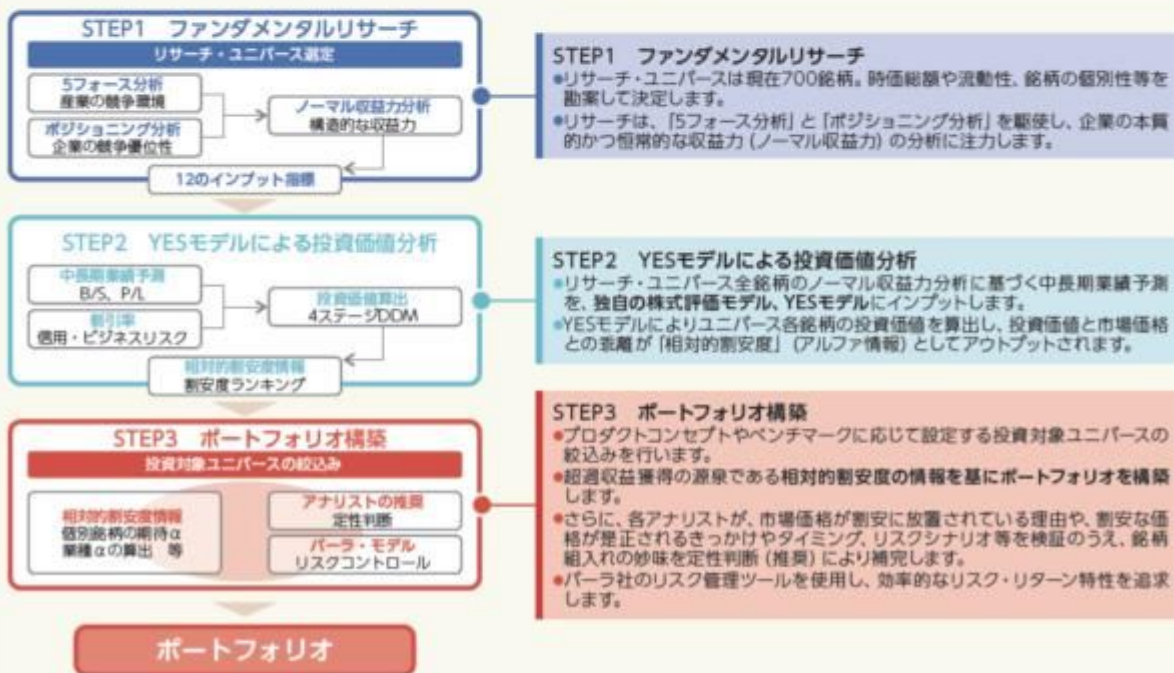 STEP1 ファンダメンタルリサーチ
リサーチ・ユニバース選定
5フォース分析
産業の競争環境
ポジショニング分析
企業の競争優位性
ノーマル収益力分析
構造的な収益力
12のインプット指標
STEP1 ファンダメンタルリサーチ
●リサーチ・ユニバースは現在700銘柄。時価総額や流動性、銘柄の個別性等を
勘案して決定します。
●リサーチは、「5フォース分析」と「ポジショニング分析」を駆使し、企業の本質
的かつ恒常的な収益力(ノーマル収益力)の分析に注力します。
STEP2 YESモデルによる投資価値分析
中長期業績予測
B/S、P/L
割引率
信用・ビジネスリスク
投資価値算出
4ステージDDM
相対的割安度情報
割安度ランキング
STEP2 YESモデルによる投資価値分析
●リサーチ・ユニバース全銘柄のノーマル収益力分析に基づく中長期業績予測
を、独自の株式評価モデル、YESモデルにインプットします。
●YESモデルによりユニバース各銘柄の投資価値を算出し、投資価値と市場価格
との乖離が「相対的割安度」(アルファ情報)としてアウトプットされます。
STEP3 ポートフォリオ構築
投資対象ユニバースの絞込み
相対的割安度情報
個別銘柄の期待α
業種αの算出 等
アナリストの推奨
定性判断
バーラ・モデル
リスクコントロール
STEP3 ポートフォリオ構築
●プロダクトコンセプトやベンチマークに応じて設定する投資対象ユニバースの
絞込みを行います。
●超過収益獲得の源泉である相対的割安度の情報を基にポートフォリオを構築
します。
●さらに、各アナリストが、市場価格が割安に放置されている理由や、割安な価
格が是正されるきっかけやタイミング、リスクシナリオ等を検証のうえ、銘柄
組入れの妙味を定性判断(推奨)により補完します。
●バーラ社のリスク管理ツールを使用し、効率的なリスク・リターン特性を追求
します。
ポートフォリオ